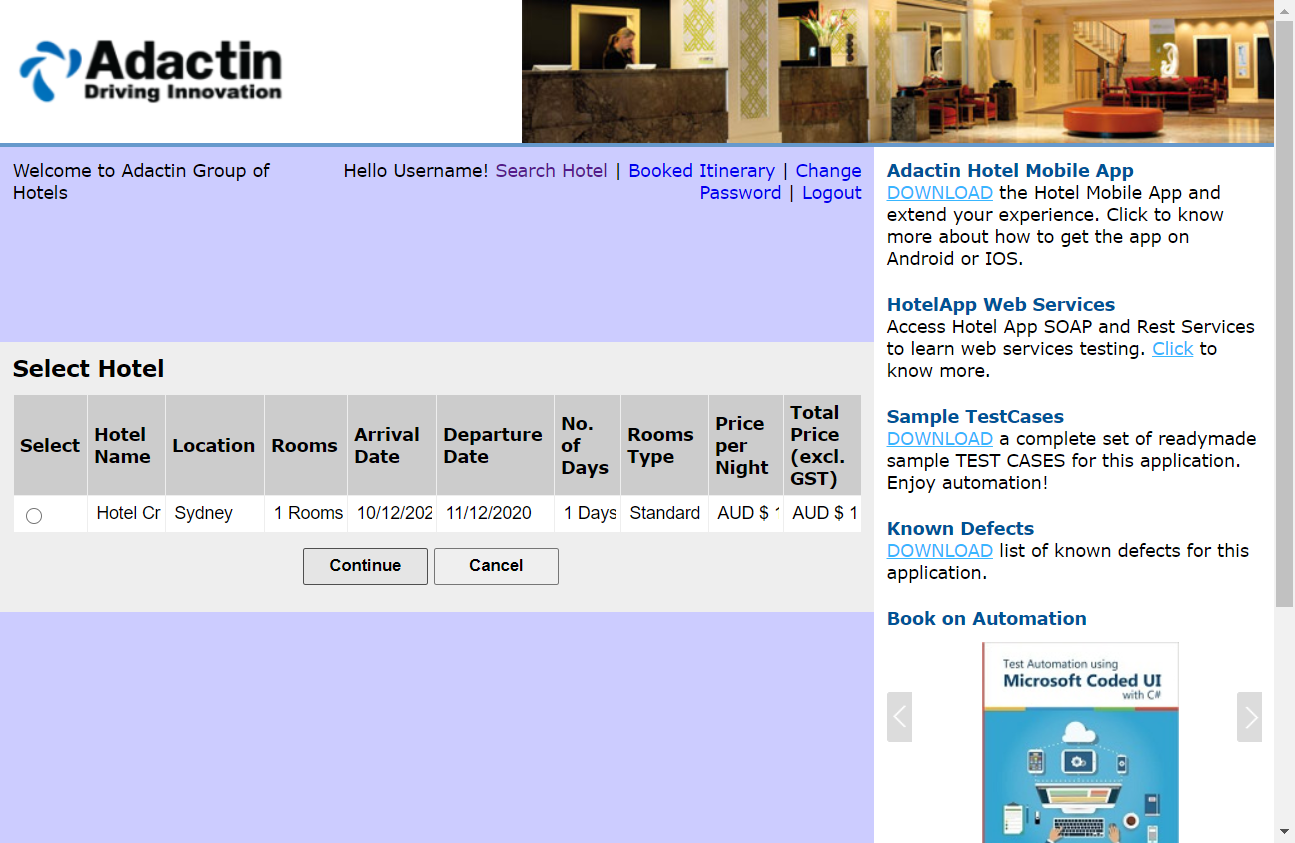 Adactin
Driving Innovation
Welcome to Adactin Group of
Hotels
Hello Username! Search Hotel | Booked Itinerary | Change
Password | Logout
Select Hotel
Select Hotel Name Location Rooms Arrival Date Departure Date No. of Days Rooms Type Price per Night Total Price (excl. GST)
Hotel Cr Sydney 1 Rooms 10/12/202 11/12/2020 1 Days Standard AUD $ AUD $ 1
Continue Cancel
Adactin Hotel Mobile App
DOWNLOAD the Hotel Mobile App and
extend your experience. Click to know
more about how to get the app on
Android or IOS.
HotelApp Web Services
Access Hotel App SOAP and Rest Services
to learn web services testing. Click to
know more.
Sample TestCases
DOWNLOAD a complete set of readymade
sample TEST CASES for this application.
Enjoy automation!
Known Defects
DOWNLOAD list of known defects for this
application.
Book on Automation
Test Automation using
Microsoft Coded UI
with C#